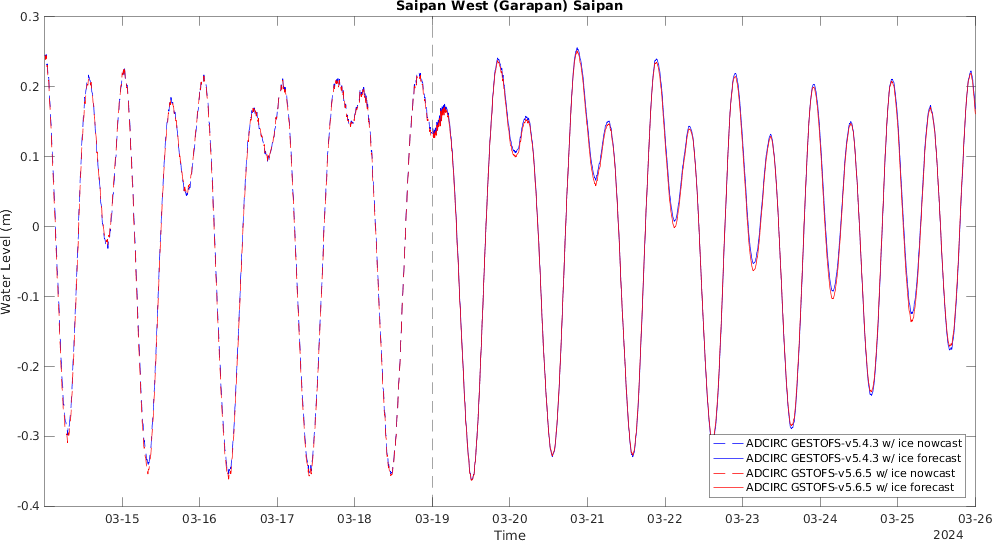 Saipan West (Garapan) Saipan
0.3
0.2
0.1
0
-0.1
-0.2
-0.3
-0.4
Water Level (m)
ADCIRC GESTOFS-v5.4.3 w/ ice nowcast
ADCIRC GESTOFS-v5.4.3 w/ ice forecast
ADCIRC GSTOFS-v5.6.5 w/ ice nowcast
ADCIRC GSTOFS-v5.6.5 w/ ice forecast
03-15 03-16 03-17 03-18 03-19 03-20 03-21 03-22 03-23 03-24 03-25 03-26
Time
2024